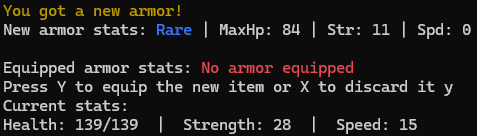 You got a new armor!
New armor stats: Rare | MaxHp: 84 | Str: 11 | Spd: 0
Equipped armor stats: No armor equipped
Press Y to equip the new item or X to discard it y
Current stats:
Health: 139/139 | Strength: 28 | Speed: 15